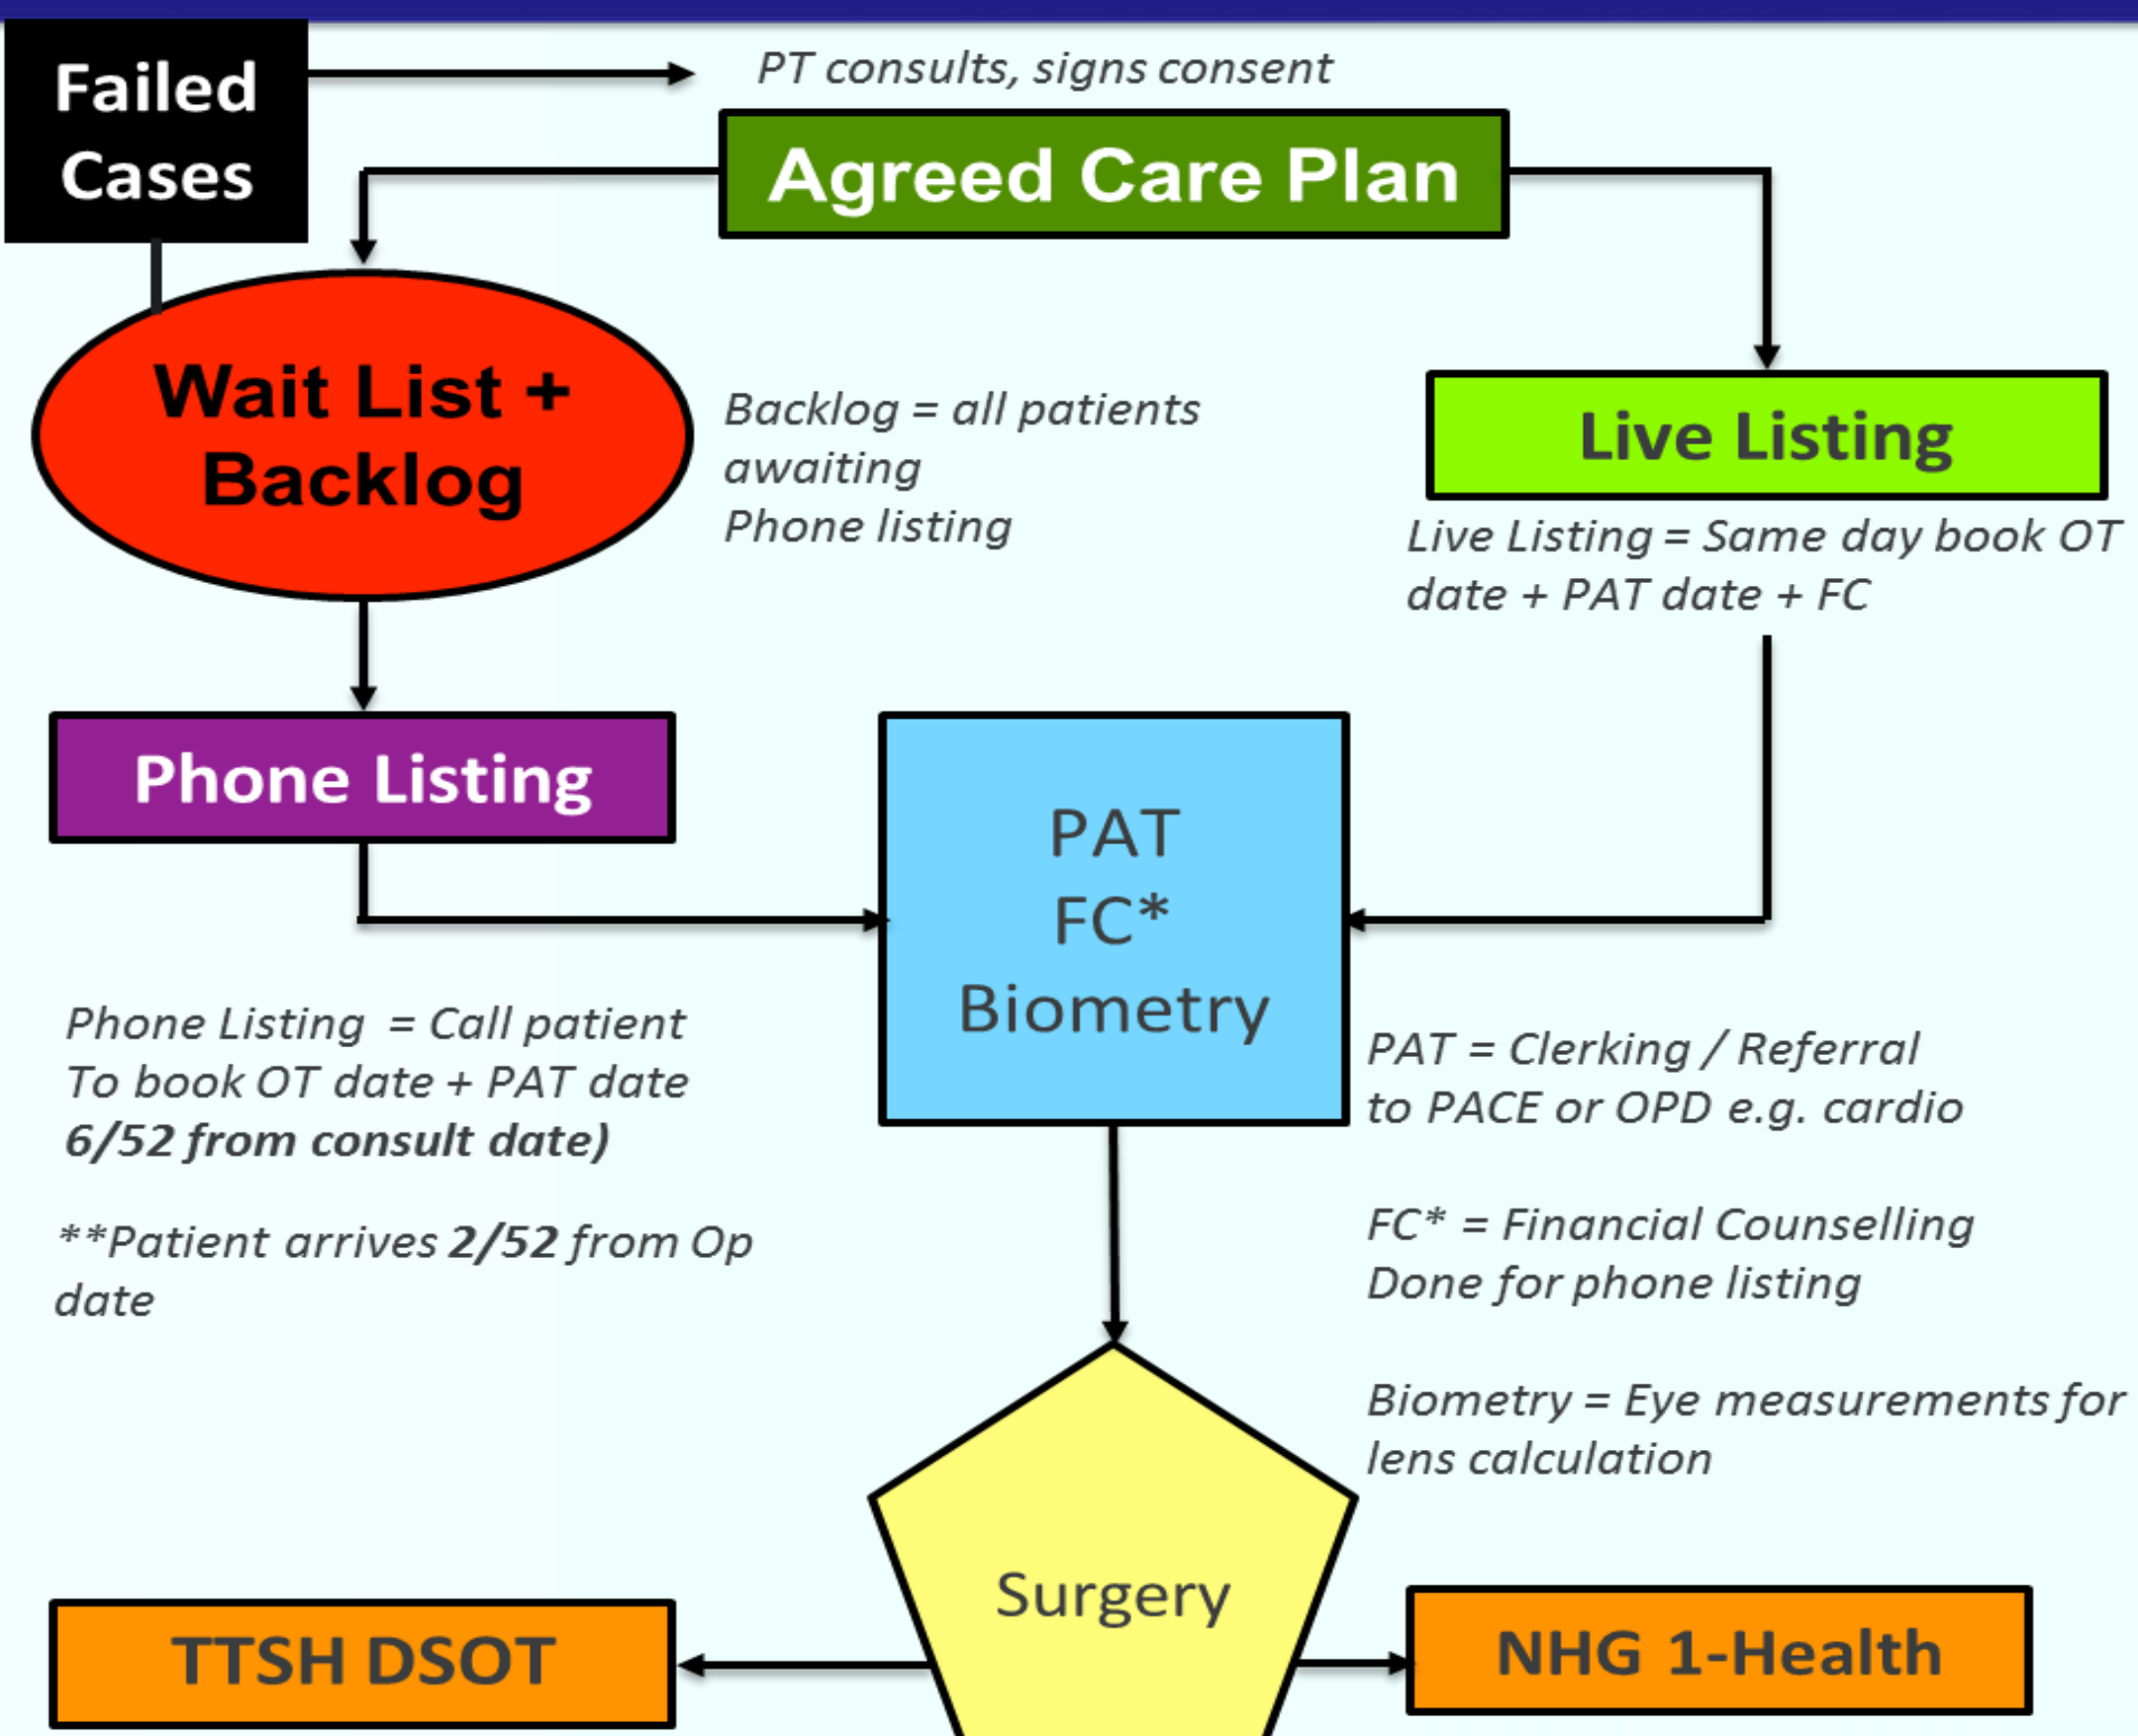 Failed
Cases
PT consults, signs consent
Agreed Care Plan
Wait List +
Backlog
Backlog = all patients
awaiting
Phone listing
Live Listing
Live Listing = Same day book OT
date + PAT date + FC
Phone Listing
PAT
FC*
Biometry
Phone Listing = Call patient
To book OT date + PAT date
6/52 from consult date)
**Patient arrives 2/52 from Op
date
PAT = Clerking / Referral
to PACE or OPD e.g. cardio
FC* = Financial Counselling
Done for phone listing
Biometry = Eye measurements for
lens calculation
Surgery
TTSH DSOT
NHG 1-Health